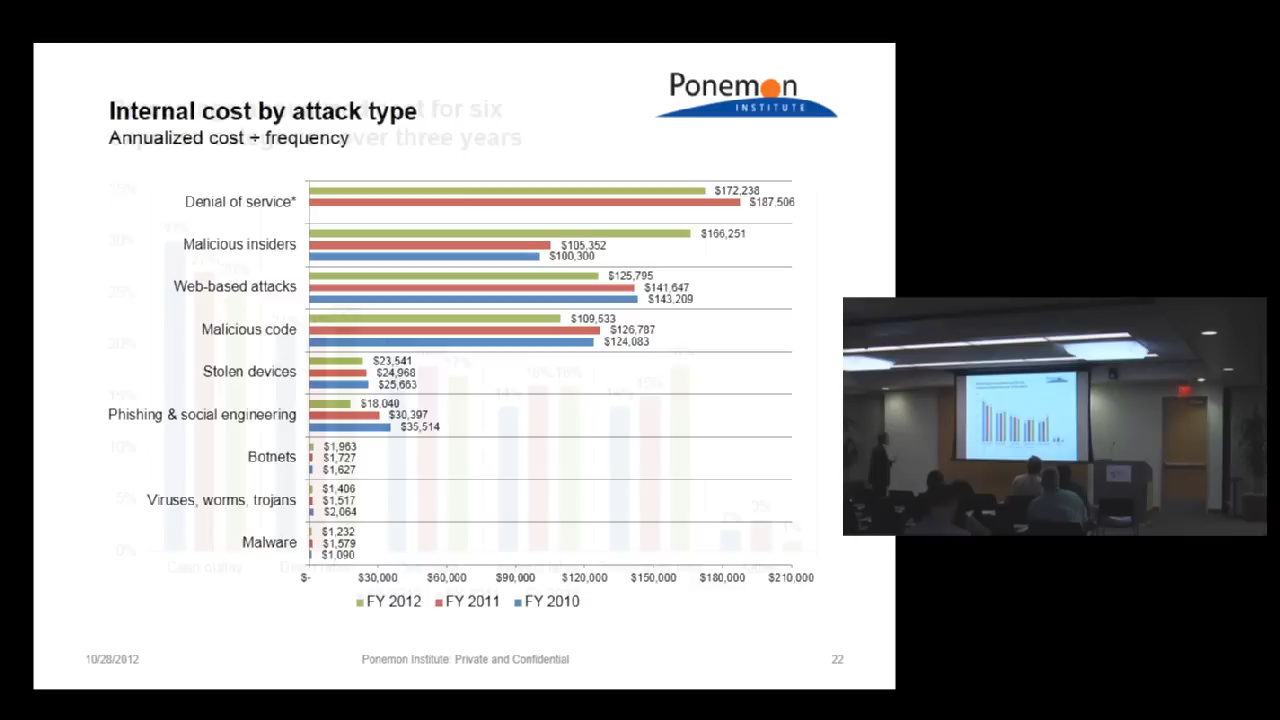 Internal cost by attack type
Annualized cost ÷ frequency
Ponemon
INSTITUTE
Denial of service*
$172,238
$187,506
Malicious insiders
$166,251
$105,352
$100,300
Web-based attacks
$125,795
$141,647
$143,209
Malicious code
$109,533
$126,787
$124,083
Stolen devices
$23,541
$24,968
$25,663
Phishing & social engineering
$18,040
$30,397
$35,514
Botnets
$1,963
$1,727
$1,627
Viruses, worms, trojans
$1,406
$1,517
$2,064
Malware
$1,232
$1,579
$1,090
$- $30,000 $60,000 $90,000 $120,000 $150,000 $180,000 $210,000
FY 2012 FY 2011 FY 2010
10/28/2012 Ponemon Institute: Private and Confidential 22